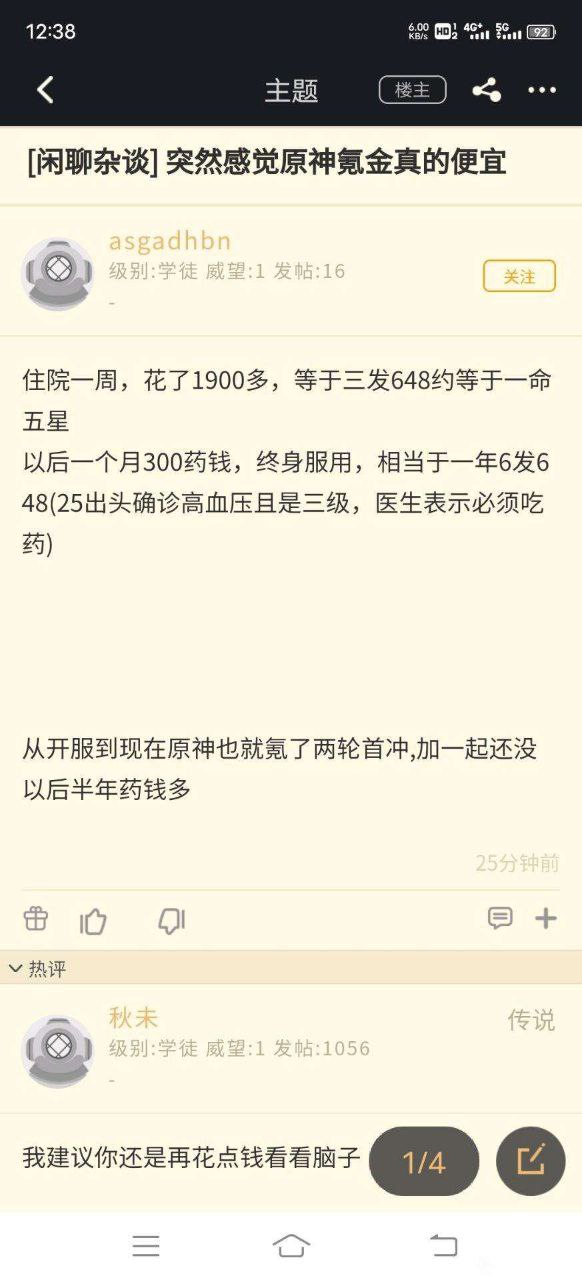 12:38
6.00 KB/s HD 1 2 4G+ 5G 92
主题
楼主
[闲聊杂谈] 突然感觉原神氪金真的便宜
asgadhbn
级别:学徒 威望:1 发帖:16
关注
-
住院一周，花了1900多，等于三发648约等于一命
五星
以后一个月300药钱，终身服用，相当于一年6发6
48(25出头确诊高血压且是三级，医生表示必须吃
药)
从开服到现在原神也就氪了两轮首冲,加一起还没
以后半年药钱多
25分钟前
热评
秋未
传说
级别:学徒 威望:1 发帖:1056
-
我建议你还是再花点钱看看脑子
1/4